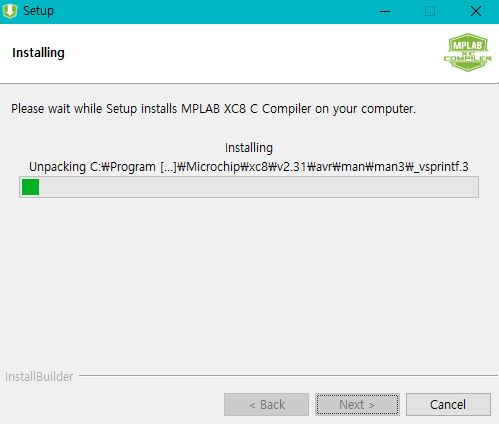 Setup
Installing
MPLAB
XC
COMPILER
Please wait while Setup installs MPLAB XC8 C Compiler on your computer.
Installing
Unpacking C:₩Program [...]₩Microchip₩xc8₩v2.31₩avr₩man₩man3₩_vsprintf.3
InstallBuilder
< Back
Next >
Cancel